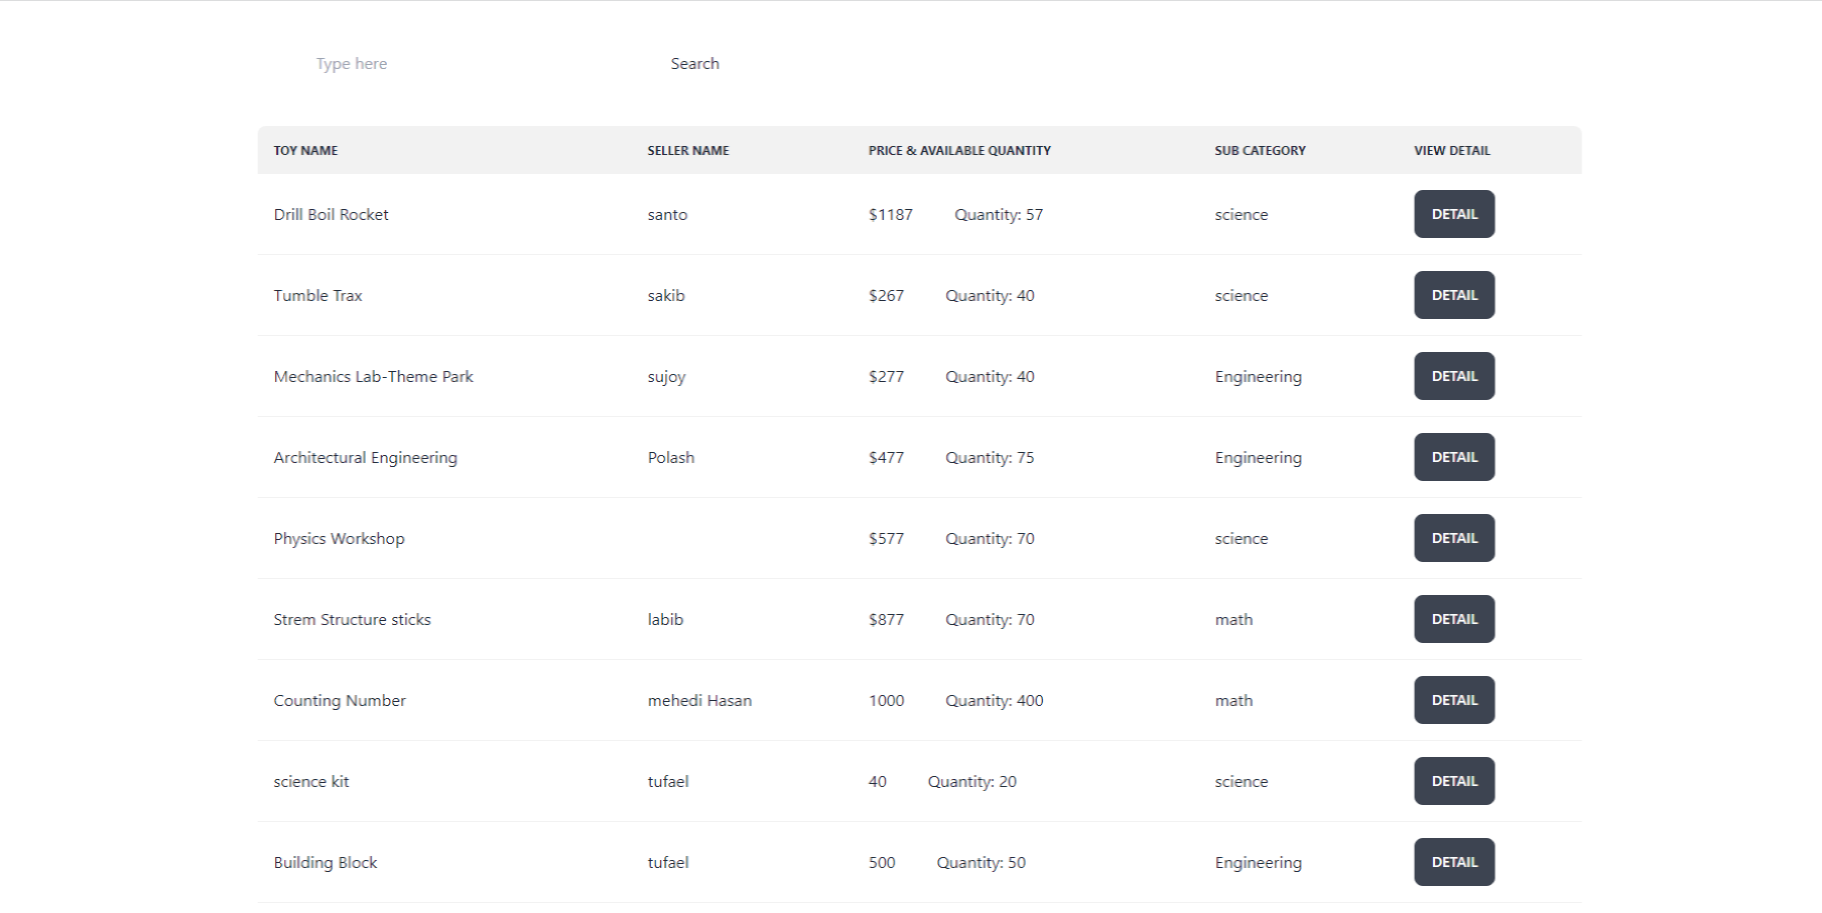 Type here Search
TOY NAME SELLER NAME PRICE & AVAILABLE QUANTITY SUB CATEGORY VIEW DETAIL
Drill Boil Rocket santo $1187 Quantity: 57 science DETAIL
Tumble Trax sakib $267 Quantity: 40 science DETAIL
Mechanics Lab-Theme Park sujoy $277 Quantity: 40 Engineering DETAIL
Architectural Engineering Polash $477 Quantity: 75 Engineering DETAIL
Physics Workshop $577 Quantity: 70 science DETAIL
Strem Structure sticks labib $877 Quantity: 70 math DETAIL
Counting Number mehedi Hasan 1000 Quantity: 400 math DETAIL
science kit tufael 40 Quantity: 20 science DETAIL
Building Block tufael 500 Quantity: 50 Engineering DETAIL